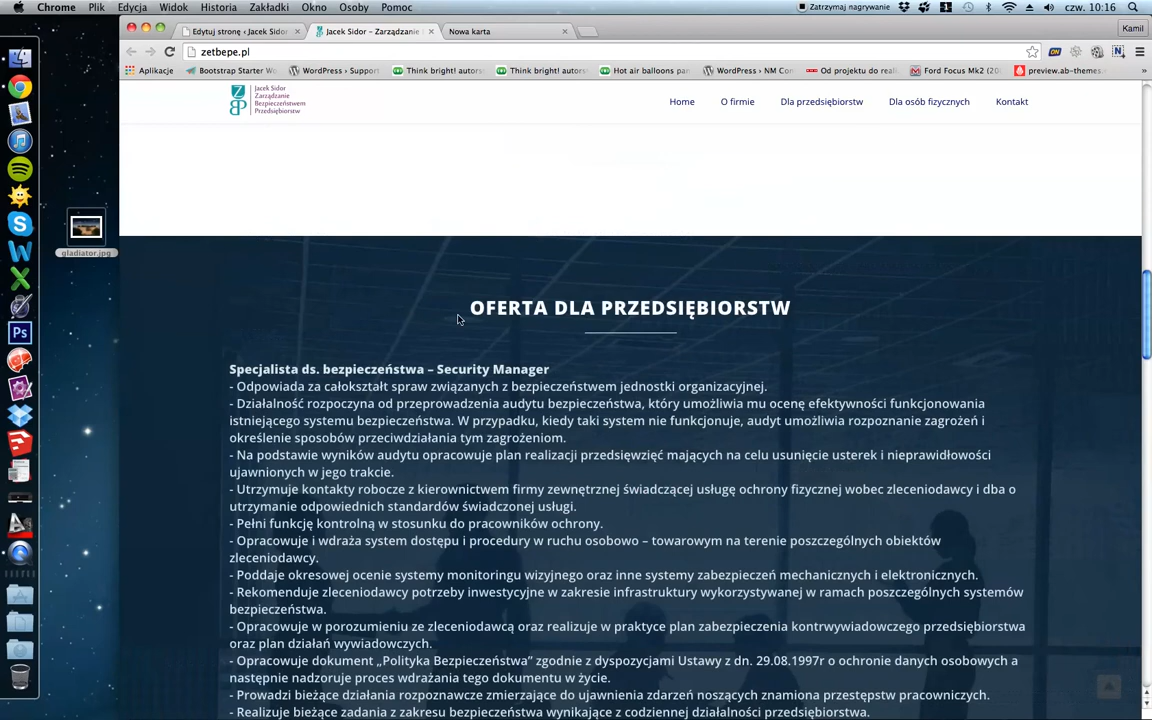 Chrome Plik Edycja Widok Historia Zakładki Okno Osoby Pomoc Zatrzymaj nagrywanie 1 czw. 10:16
Edytuj stronę ‹ Jacek Sidor Jacek Sidor – Zarządzanie Nowa karta Kamil
zetbepe.pl
Aplikacje Bootstrap Starter WordPress › Support Think bright! autors Think bright! autors Hot air balloons WordPress › NM Con Od projektu do reali Ford Focus Mk2 (20 preview.ab-themes. »
Jacek Sidor
Zarządzanie
Bezpieczeństwem
Przedsiębiorstw
Home O firmie Dla przedsiębiorstw Dla osób fizycznych Kontakt
gladiator.jpg
OFERTA DLA PRZEDSIĘBIORSTW
Specjalista ds. bezpieczeństwa – Security Manager
- Odpowiada za całokształt spraw związanych z bezpieczeństwem jednostki organizacyjnej.
- Działalność rozpoczyna od przeprowadzenia audytu bezpieczeństwa, który umożliwia mu ocenę efektywności funkcjonowania
istniejącego systemu bezpieczeństwa. W przypadku, kiedy taki system nie funkcjonuje, audyt umożliwia rozpoznanie zagrożeń i
określenie sposobów przeciwdziałania tym zagrożeniom.
- Na podstawie wyników audytu opracowuje plan realizacji przedsięwzięć mających na celu usunięcie usterek i nieprawidłowości
ujawnionych w jego trakcie.
- Utrzymuje kontakty robocze z kierownictwem firmy zewnętrznej świadczącej usługę ochrony fizycznej wobec zleceniodawcy i dba o
utrzymanie odpowiednich standardów świadczonej usługi.
- Pełni funkcję kontrolną w stosunku do pracowników ochrony.
- Opracowuje i wdraża system dostępu i procedury w ruchu osobowo – towarowym na terenie poszczególnych obiektów
zleceniodawcy.
- Poddaje okresowej ocenie systemy monitoringu wizyjnego oraz inne systemy zabezpieczeń mechanicznych i elektronicznych.
- Rekomenduje zleceniodawcy potrzeby inwestycyjne w zakresie infrastruktury wykorzystywanej w ramach poszczególnych systemów
bezpieczeństwa.
- Opracowuje w porozumieniu ze zleceniodawcą oraz realizuje w praktyce plan zabezpieczenia kontrwywiadowczego przedsiębiorstwa
oraz plan działań wywiadowczych.
- Opracowuje dokument „Polityka Bezpieczeństwa” zgodnie z dyspozycjami Ustawy z dn. 29.08.1997r o ochronie danych osobowych a
następnie nadzoruje proces wdrażania tego dokumentu w życie.
- Prowadzi bieżące działania rozpoznawcze zmierzające do ujawnienia zdarzeń noszących znamiona przestępstw pracowniczych.
- Realizuje bieżące zadania z zakresu bezpieczeństwa wynikające z codziennej działalności przedsiębiorstwa.